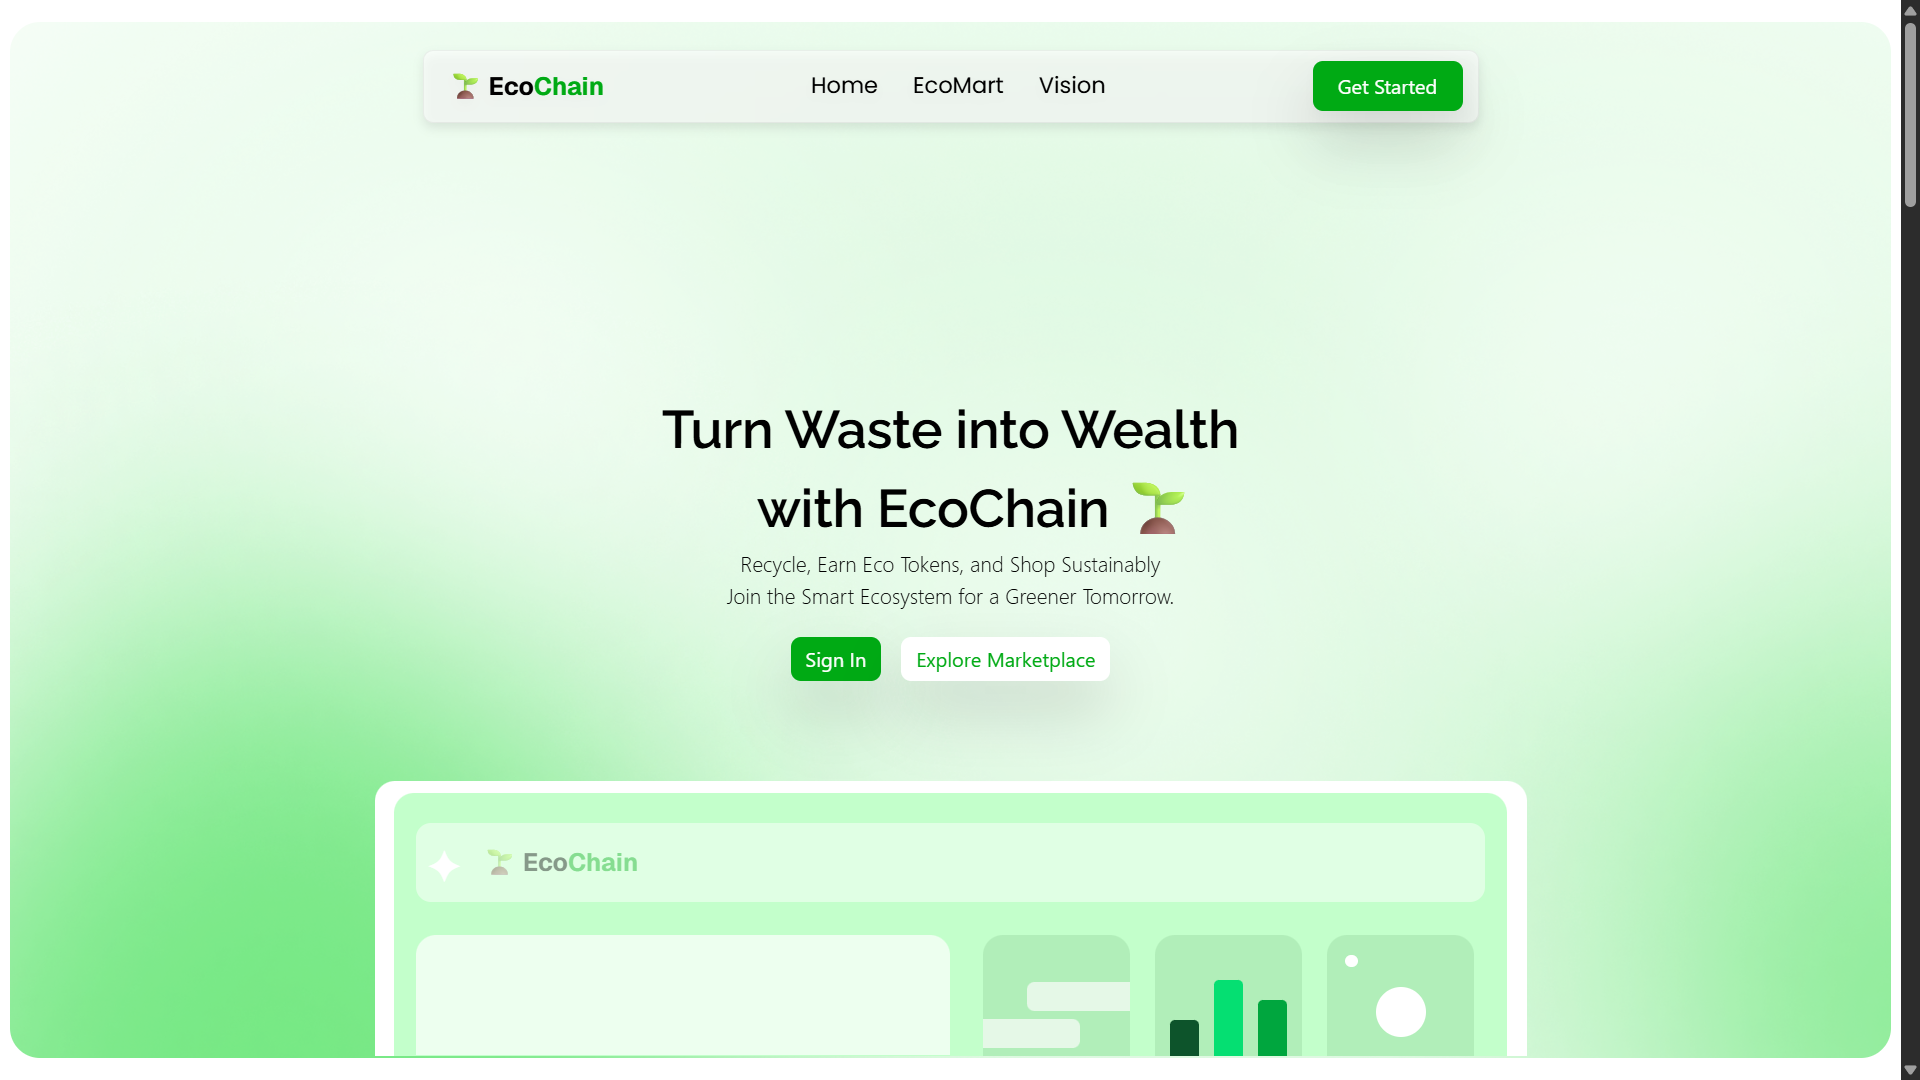 EcoChain
Home
EcoMart
Vision
Get Started
Turn Waste into Wealth
with EcoChain
Recycle, Earn Eco Tokens, and Shop Sustainably
Join the Smart Ecosystem for a Greener Tomorrow.
Sign In
Explore Marketplace
EcoChain